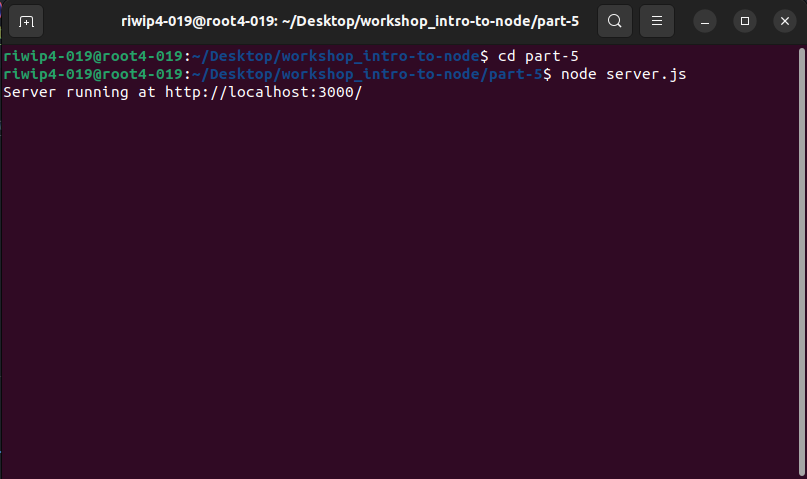 riwip4-019@root4-019: ~/Desktop/workshop_intro-to-node/part-5
riwip4-019@root4-019:~/Desktop/workshop_intro-to-node$ cd part-5
riwip4-019@root4-019:~/Desktop/workshop_intro-to-node/part-5$ node server.js
Server running at http://localhost:3000/